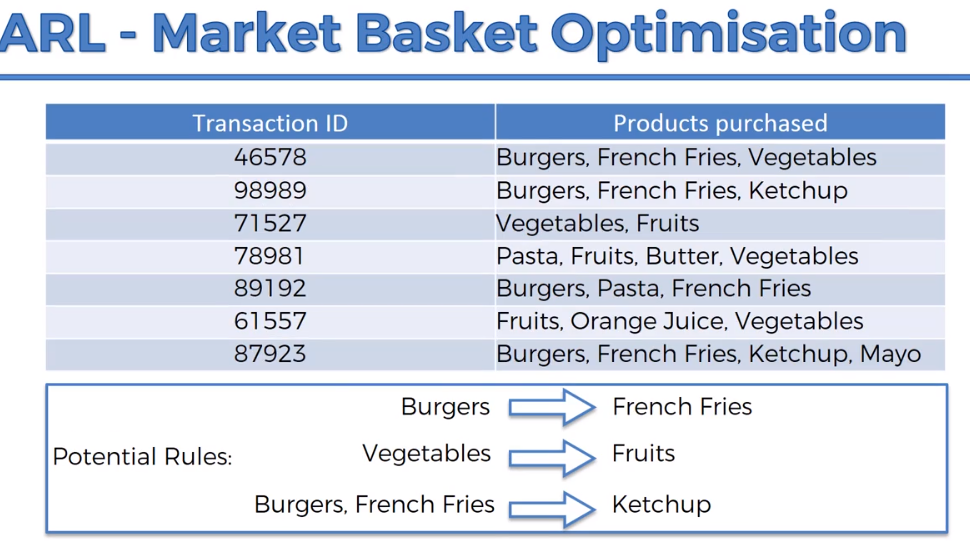 ARL - Market Basket Optimisation
Transaction ID Products purchased
46578 Burgers, French Fries, Vegetables
98989 Burgers, French Fries, Ketchup
71527 Vegetables, Fruits
78981 Pasta, Fruits, Butter, Vegetables
89192 Burgers, Pasta, French Fries
61557 Fruits, Orange Juice, Vegetables
87923 Burgers, French Fries, Ketchup, Mayo
Potential Rules:
Burgers French Fries
Vegetables Fruits
Burgers, French Fries Ketchup